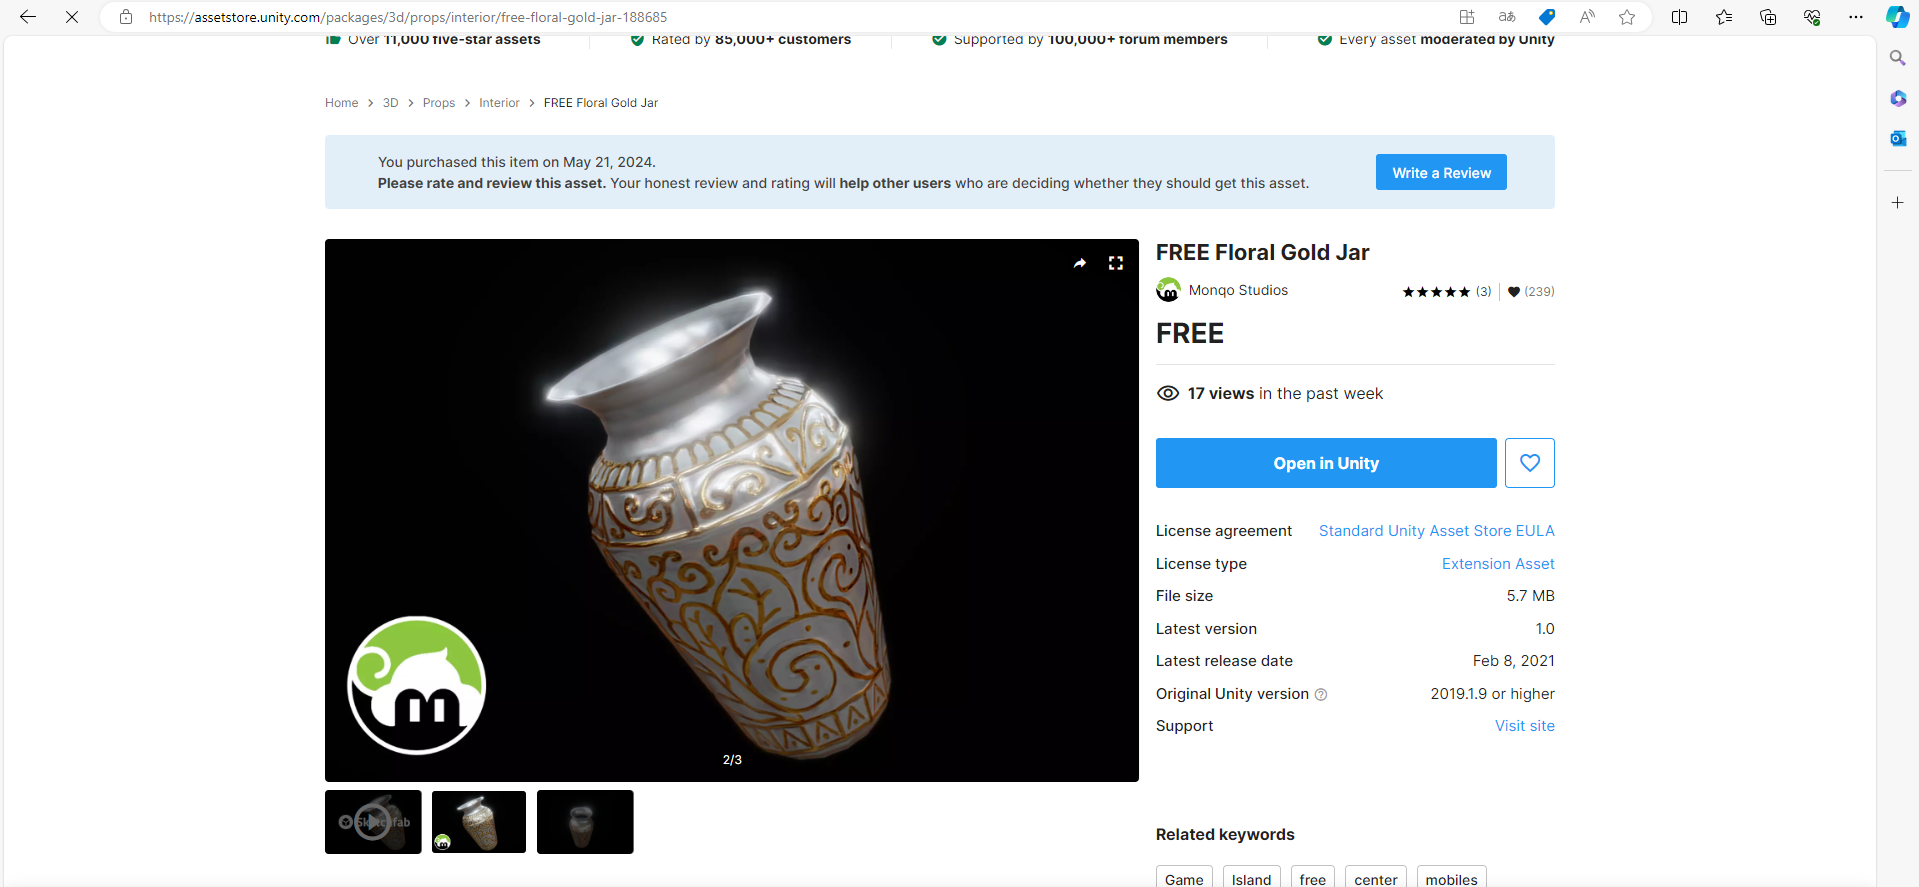 https://assetstore.unity.com/packages/3d/props/interior/free-floral-gold-jar-188685
Over 11,000 five-star assets
Rated by 85,000+ customers
Supported by 100,000+ forum members
Every asset moderated by Unity
Home > 3D > Props > Interior > FREE Floral Gold Jar
You purchased this item on May 21, 2024.
Please rate and review this asset. Your honest review and rating will help other users who are deciding whether they should get this asset.
Write a Review
FREE Floral Gold Jar
Monqo Studios
(3)
(239)
FREE
17 views in the past week
Open in Unity
License agreement Standard Unity Asset Store EULA
License type Extension Asset
File size 5.7 MB
Latest version 1.0
Latest release date Feb 8, 2021
Original Unity version 2019.1.9 or higher
Support Visit site
m
2/3
Sketchfab
Related keywords
Game
Island
free
center
mobiles